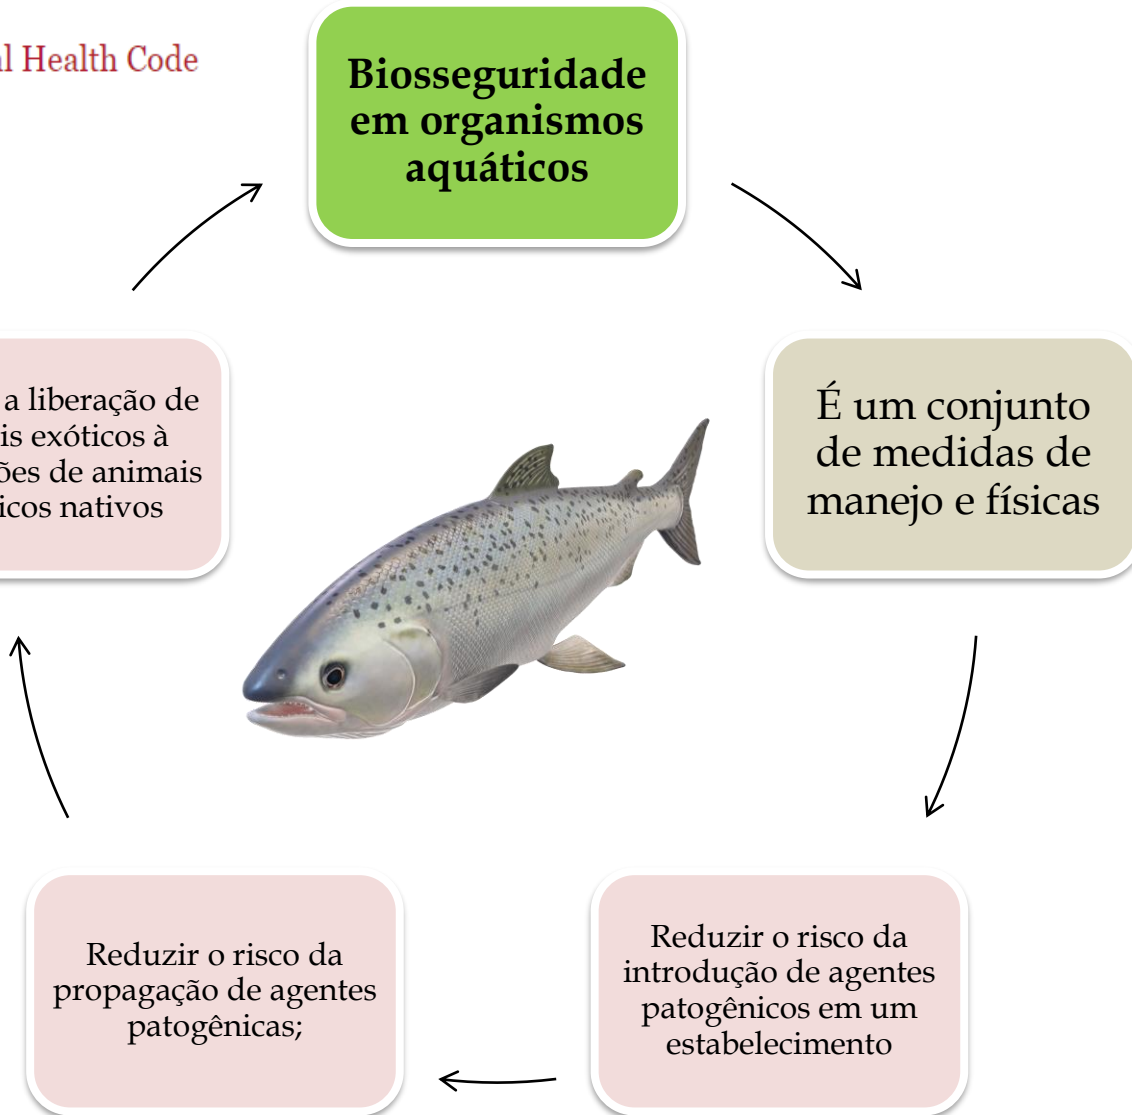 l Health Code
Biosseguridade
em organismos
aquáticos
É um conjunto
de medidas de
manejo e físicas
Reduzir o risco da
introdução de agentes
patogênicos em um
estabelecimento
Reduzir o risco da
propagação de agentes
patogênicas;
a liberação de
is exóticos à
ões de animais
icos nativos